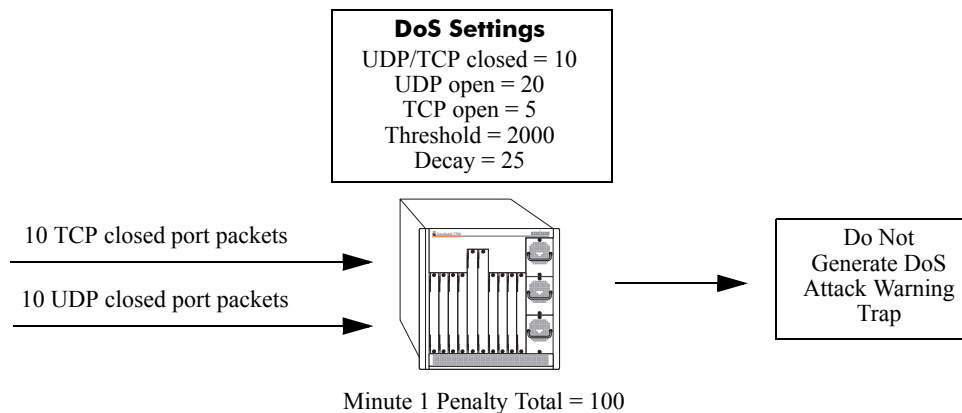 DoS Settings
UDP/TCP closed = 10
UDP open = 20
TCP open = 5
Threshold = 2000
Decay = 25
10 TCP closed port packets
10 UDP closed port packets
Do Not
Generate DoS
Attack Warning
Trap
Minute 1 Penalty Total = 100